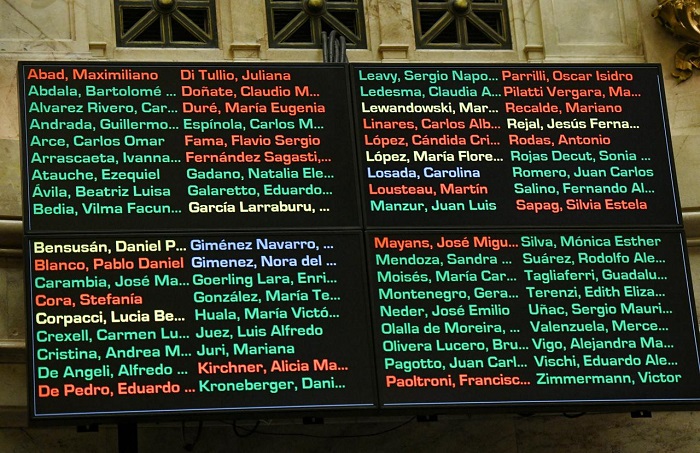 Abad, Maximiliano
Abdala, Bartolomé ...
Alvarez Rivero, Car...
Andrada, Guillermo...
Arce, Carlos Omar
Arrascaeta, Ivanna...
Atauche, Ezequiel
Ávila, Beatriz Luisa
Bedia, Vilma Facun...
Di Tullio, Juliana
Doñate, Claudio M...
Duré, María Eugenia
Espínola, Carlos M...
Fama, Flavio Sergio
Fernández Sagasti,...
Gadano, Natalia Ele...
Galaretto, Eduardo...
García Larraburu, ...
Leavy, Sergio Napo...
Ledesma, Claudia A...
Lewandowski, Mar...
Linares, Carlos Alb...
López, Cándida Cri...
López, María Flore...
Losada, Carolina
Lousteau, Martín
Manzur, Juan Luis
Parrilli, Oscar Isidro
Pilatti Vergara, Ma...
Recalde, Mariano
Rejal, Jesús Ferna...
Rodas, Antonio
Rojas Decut, Sonia ...
Romero, Juan Carlos
Salino, Fernando Al...
Sapag, Silvia Estela
Bensusán, Daniel P...
Blanco, Pablo Daniel
Carambia, José Ma...
Cora, Stefanía
Corpacci, Lucia Be...
Crexell, Carmen Lu...
Cristina, Andrea M...
De Angeli, Alfredo ...
De Pedro, Eduardo ...
Giménez Navarro, ...
Gimenez, Nora del ...
Goerling Lara, Enri...
González, María Te...
Huala, María Victó...
Juez, Luis Alfredo
Juri, Mariana
Kirchner, Alicia Ma...
Kroneberger, Dani...
Mayans, José Migu...
Mendoza, Sandra ...
Moisés, María Car...
Montenegro, Gera...
Neder, José Emilio
Olalla de Moreira, ...
Olivera Lucero, Bru...
Pagotto, Juan Carl...
Paoltroni, Francisc...
Silva, Mónica Esther
Suárez, Rodolfo Ale...
Tagliaferri, Guadalu...
Terenzi, Edith Eliza...
Uñac, Sergio Mauri...
Valenzuela, Merce...
Vigo, Alejandra Ma...
Vischi, Eduardo Ale...
Zimmermann, Víctor